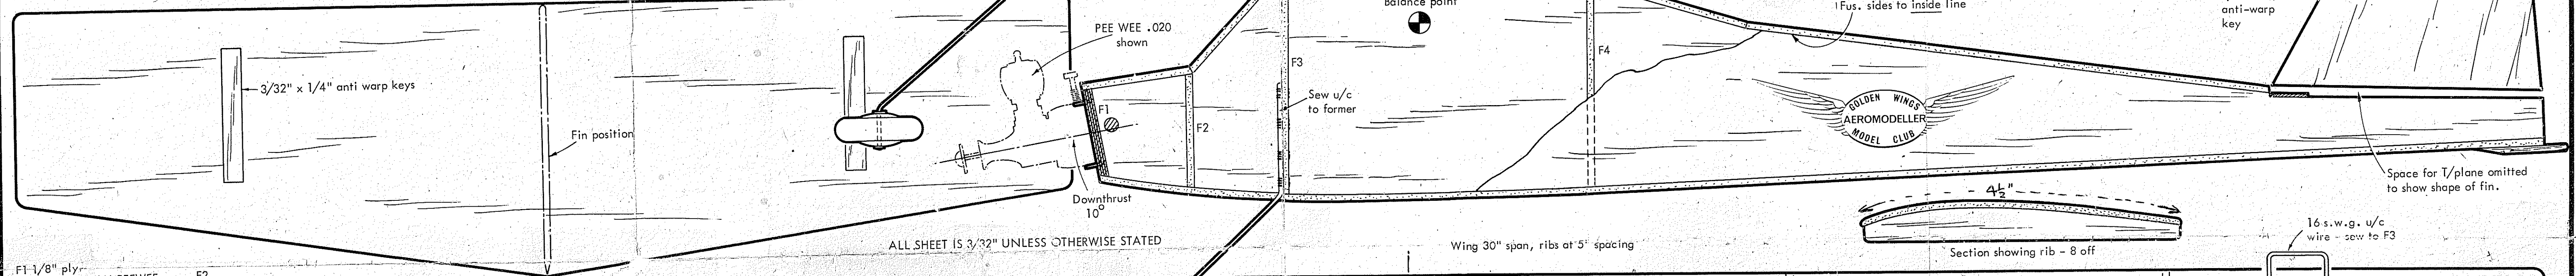 Balance point
Fus. sides to inside line
anti-warp
key
PEE WEE .020
shown
F4
F3
3/32" x 1/4" anti warp keys
Sew u/c
to former
F1
GOLDEN WINGS
AEROMODELLER
MODEL CLUB
F2
Fin position
Space for T/plane omitted
to show shape of fin.
4½"
Downthrust
10°
ALL SHEET IS 3/32" UNLESS OTHERWISE STATED
Wing 30" span, ribs at 5" spacing
Section showing rib - 8 off
16 s.w.g. u/c
wire - sew to F3
F1 1/8" ply
F2